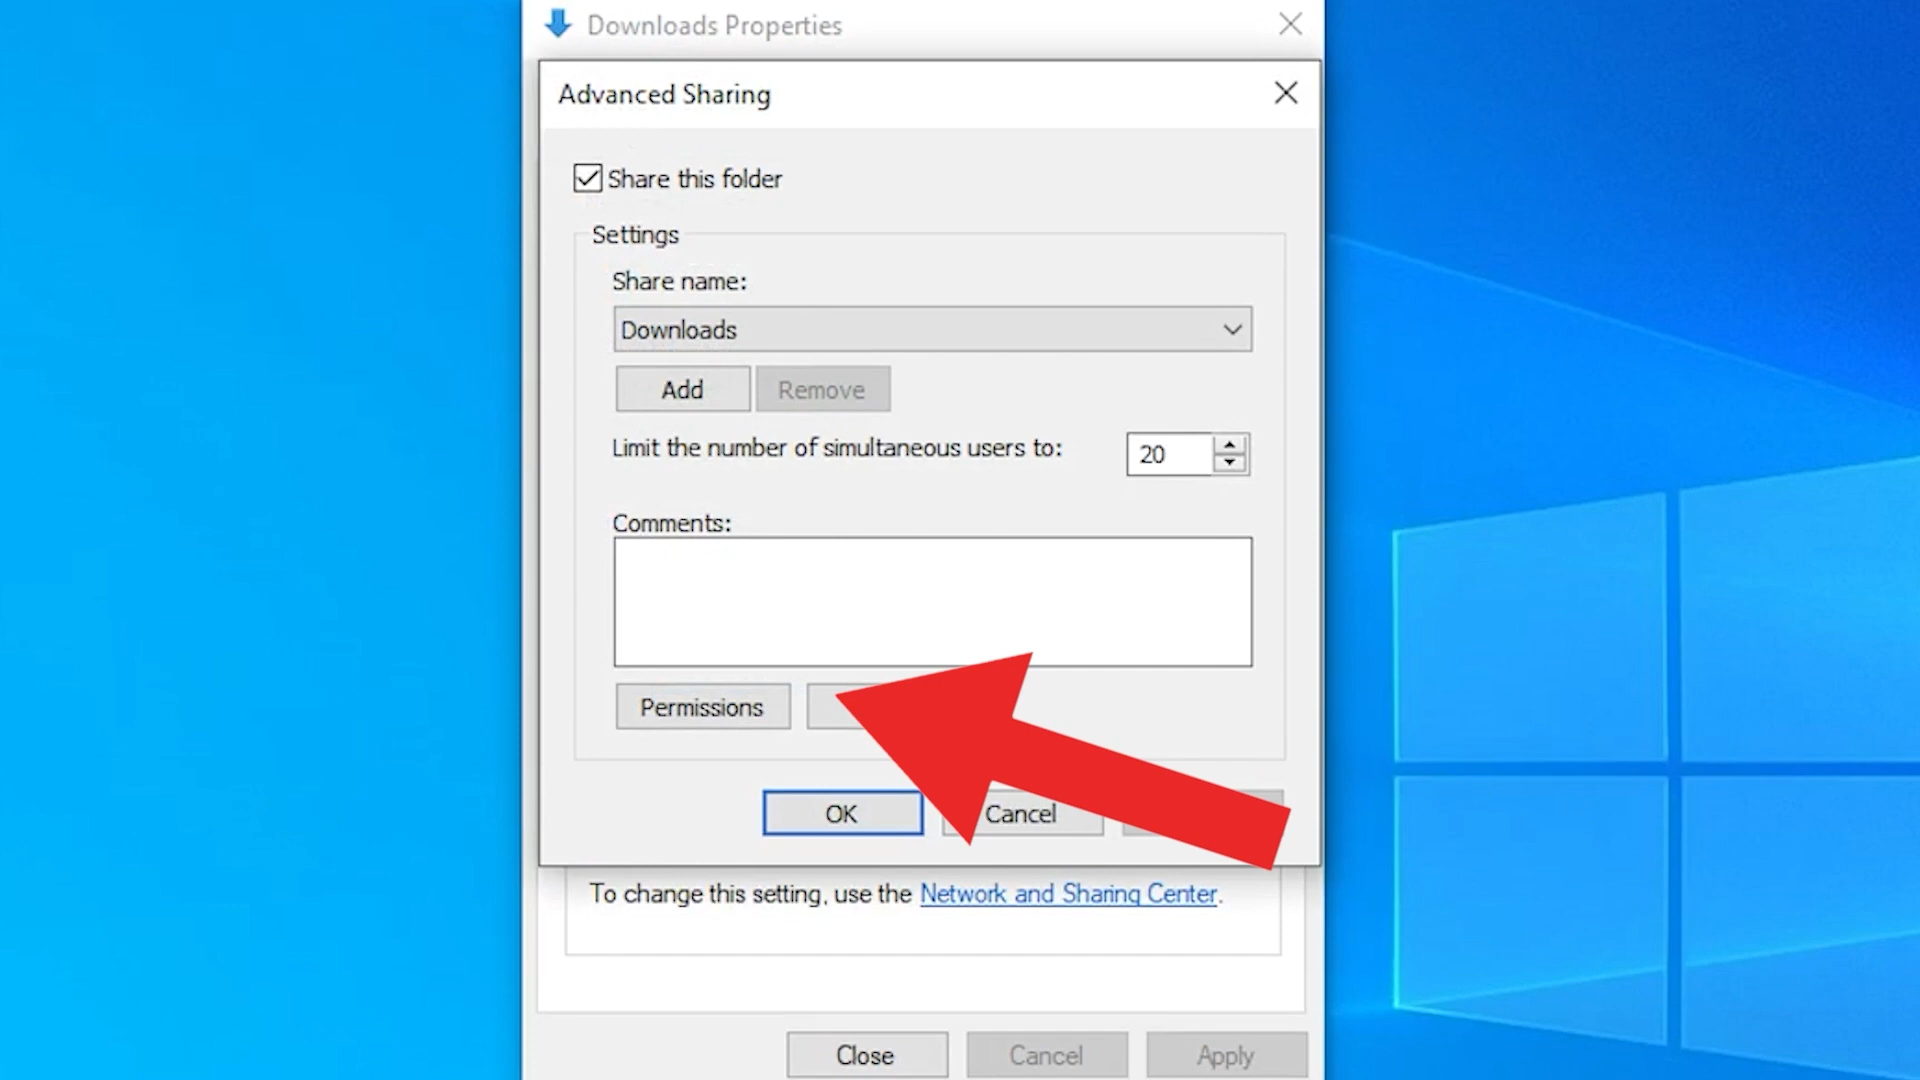 Downloads Properties
Advanced Sharing
Share this folder
Settings
Share name:
Downloads
Add Remove
Limit the number of simultaneous users to: 20
Comments:
Permissions
OK Cancel
To change this setting, use the Network and Sharing Center.
Close Cancel Apply